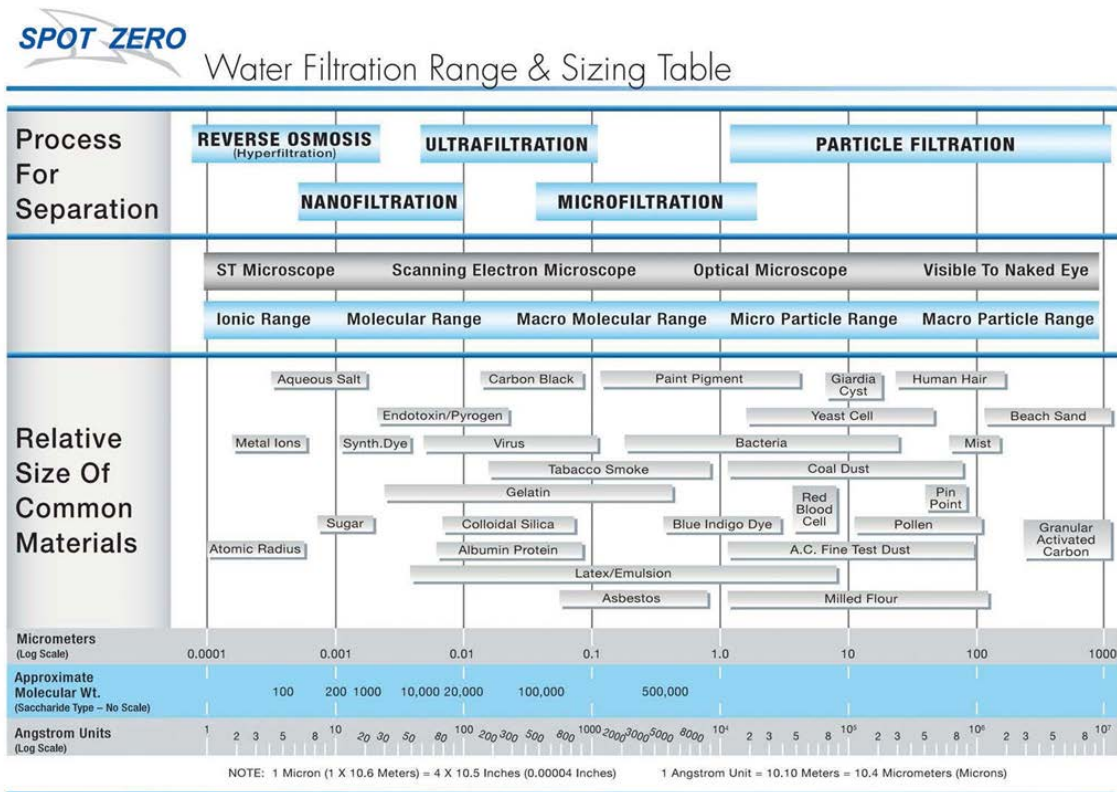 SPOT ZERO
Water Filtration Range & Sizing Table
Process
For
Separation
REVERSE OSMOSIS
(Hyperfiltration)
ULTRAFILTRATION
PARTICLE FILTRATION
NANOFILTRATION
MICROFILTRATION
ST Microscope Scanning Electron Microscope Optical Microscope Visible To Naked Eye
Ionic Range Molecular Range Macro Molecular Range Micro Particle Range Macro Particle Range
Relative
Size Of
Common
Materials
Aqueous Salt Carbon Black Paint Pigment
Giardia
Cyst
Human Hair
Endotoxin/Pyrogen Yeast Cell Beach Sand
Metal Ions Synth.Dye Virus Bacteria Mist
Tabacco Smoke Coal Dust
Gelatin
Red
Blood
Cell
Pin
Point
Sugar Colloidal Silica Blue Indigo Dye Pollen
Granular
Activated
Carbon
Atomic Radius Albumin Protein A.C. Fine Test Dust
Latex/Emulsion
Asbestos Milled Flour
Micrometers
(Log Scale)
0.0001 0.001 0.01 0.1 1.0 10 100 1000
Approximate
Molecular Wt.
(Saccharide Type – No Scale)
100 200 1000 10,000 20,000 100,000 500,000
Angstrom Units
(Log Scale)
1 2 3 5 8 10 20 30 50 80 100 200 300 500 800 1000 2000 3000 5000 8000 10⁴ 2 3 5 8 10⁵ 2 3 5 8 10⁶ 2 3 5 8 10⁷
NOTE: 1 Micron (1 X 10.6 Meters) = 4 X 10.5 Inches (0.00004 Inches) 1 Angstrom Unit = 10.10 Meters = 10.4 Micrometers (Microns)